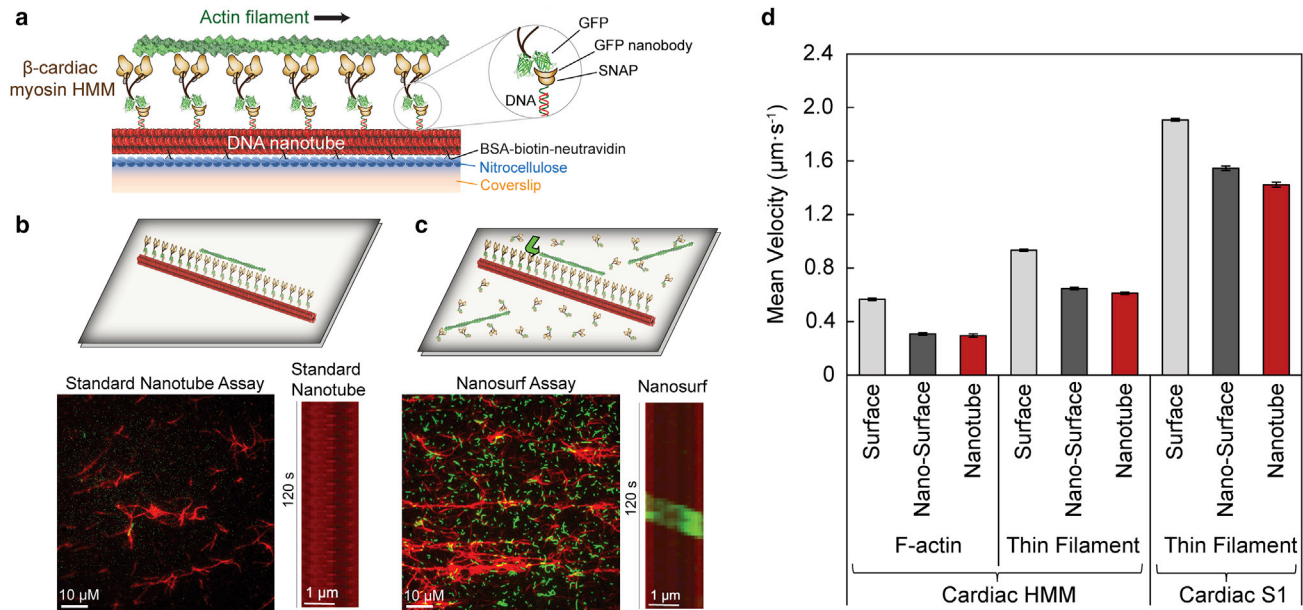 a
Actin filament
β-cardiac
myosin HMM
GFP
GFP nanobody
SNAP
DNA
DNA nanotube
BSA-biotin-neutravidin
Nitrocellulose
Coverslip
b
Standard Nanotube Assay
10 µM
Standard
Nanotube
120 s
1 µm
c
Nanosurf Assay
10 µM
Nanosurf
120 s
1 µm
d
Mean Velocity (µm·s⁻¹)
2.4
2.0
1.6
1.2
0.8
0.4
0
Surface
Nano-Surface
Nanotube
Surface
Nano-Surface
Nanotube
Surface
Nano-Surface
Nanotube
F-actin
Thin Filament
Thin Filament
Cardiac HMM
Cardiac S1